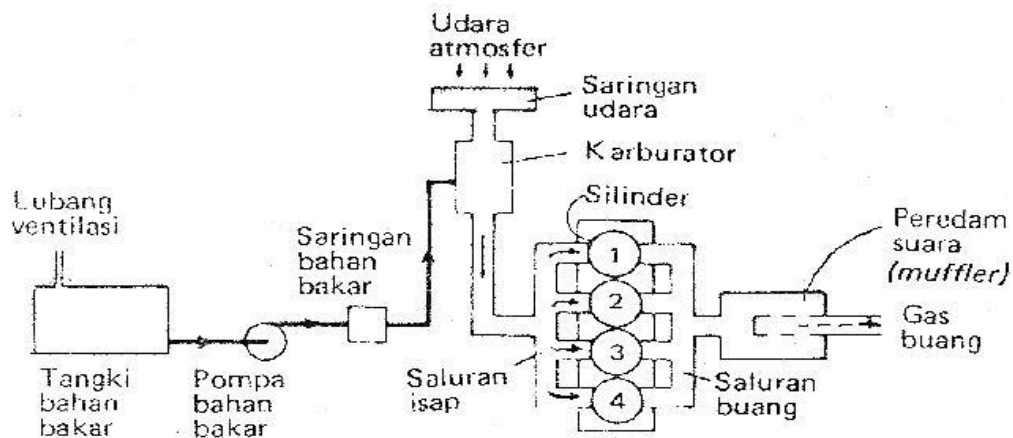 Udara
atmosfer
Saringan
udara
Karburator
Lubang
ventilasi
Saringan
bahan
bakar
Silinder
Peredam
suara
(muffler)
1
2
3
4
Gas
buang
Tangki
bahan
bakar
Pompa
bahan
bakar
Saluran
isap
Saluran
buang